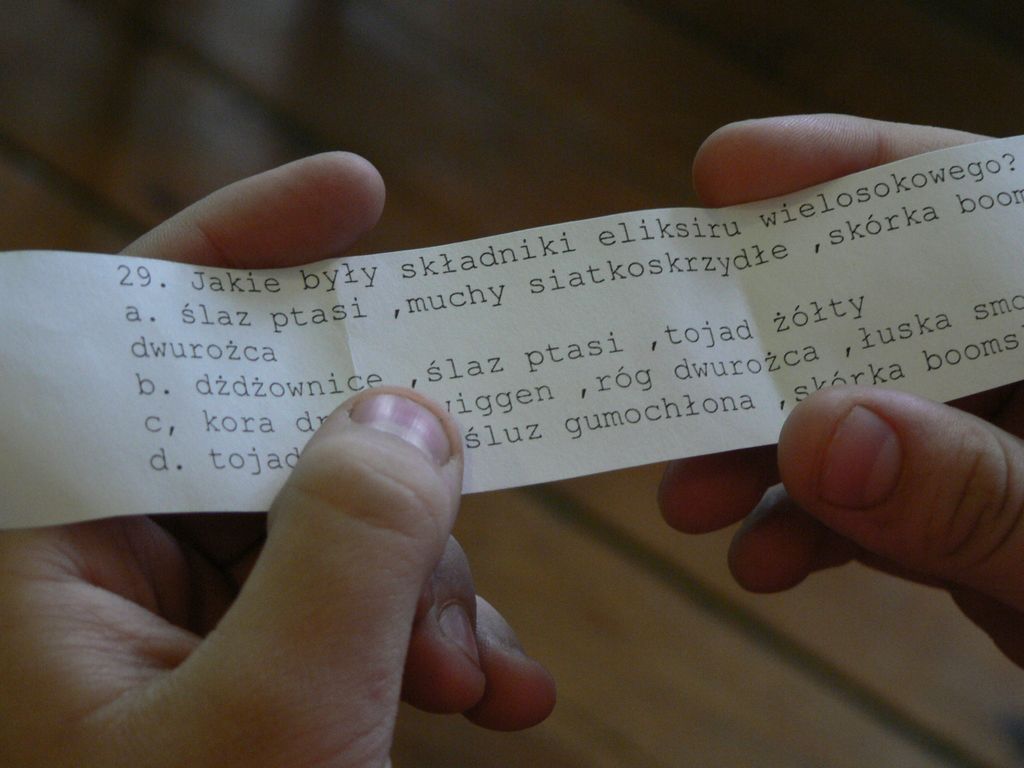 29. Jakie były składniki eliksiru wielosokowego?
a. ślaz ptasi ,muchy siatkoskrzydłe ,skórka boom
dwurożca
b. dżdżownice ,ślaz ptasi ,tojad żółty
c, kora iggen ,róg dwurożca ,łuska smo
d. tojad śluz gumochłona ,skórka booms